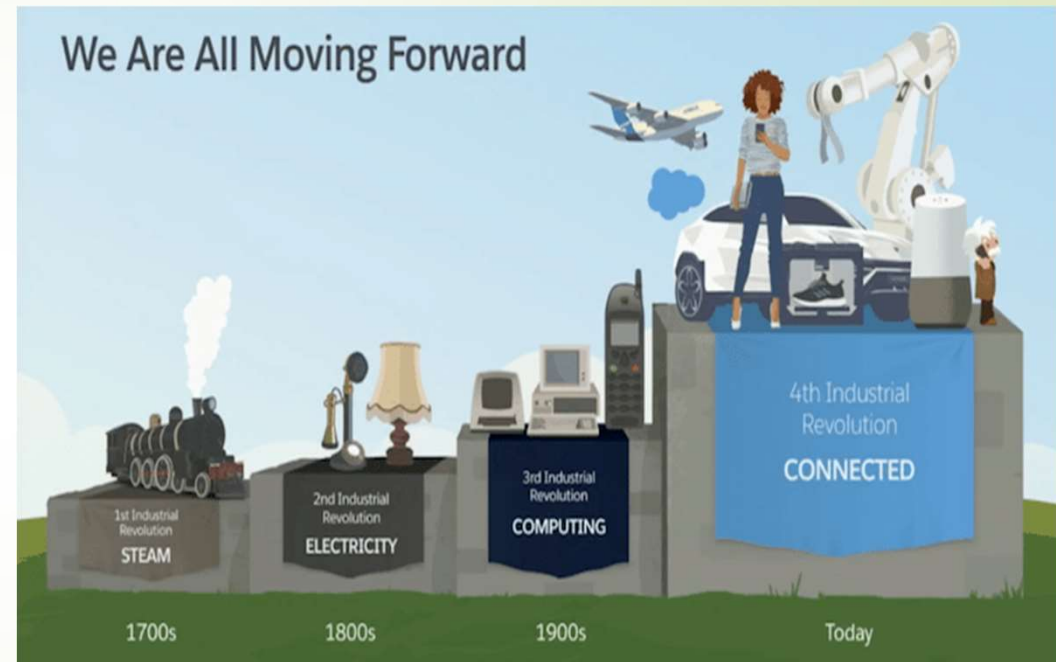 We Are All Moving Forward
1st Industrial
Revolution
STEAM
2nd Industrial
Revolution
ELECTRICITY
3rd Industrial
Revolution
COMPUTING
4th Industrial
Revolution
CONNECTED
1700s
1800s
1900s
Today